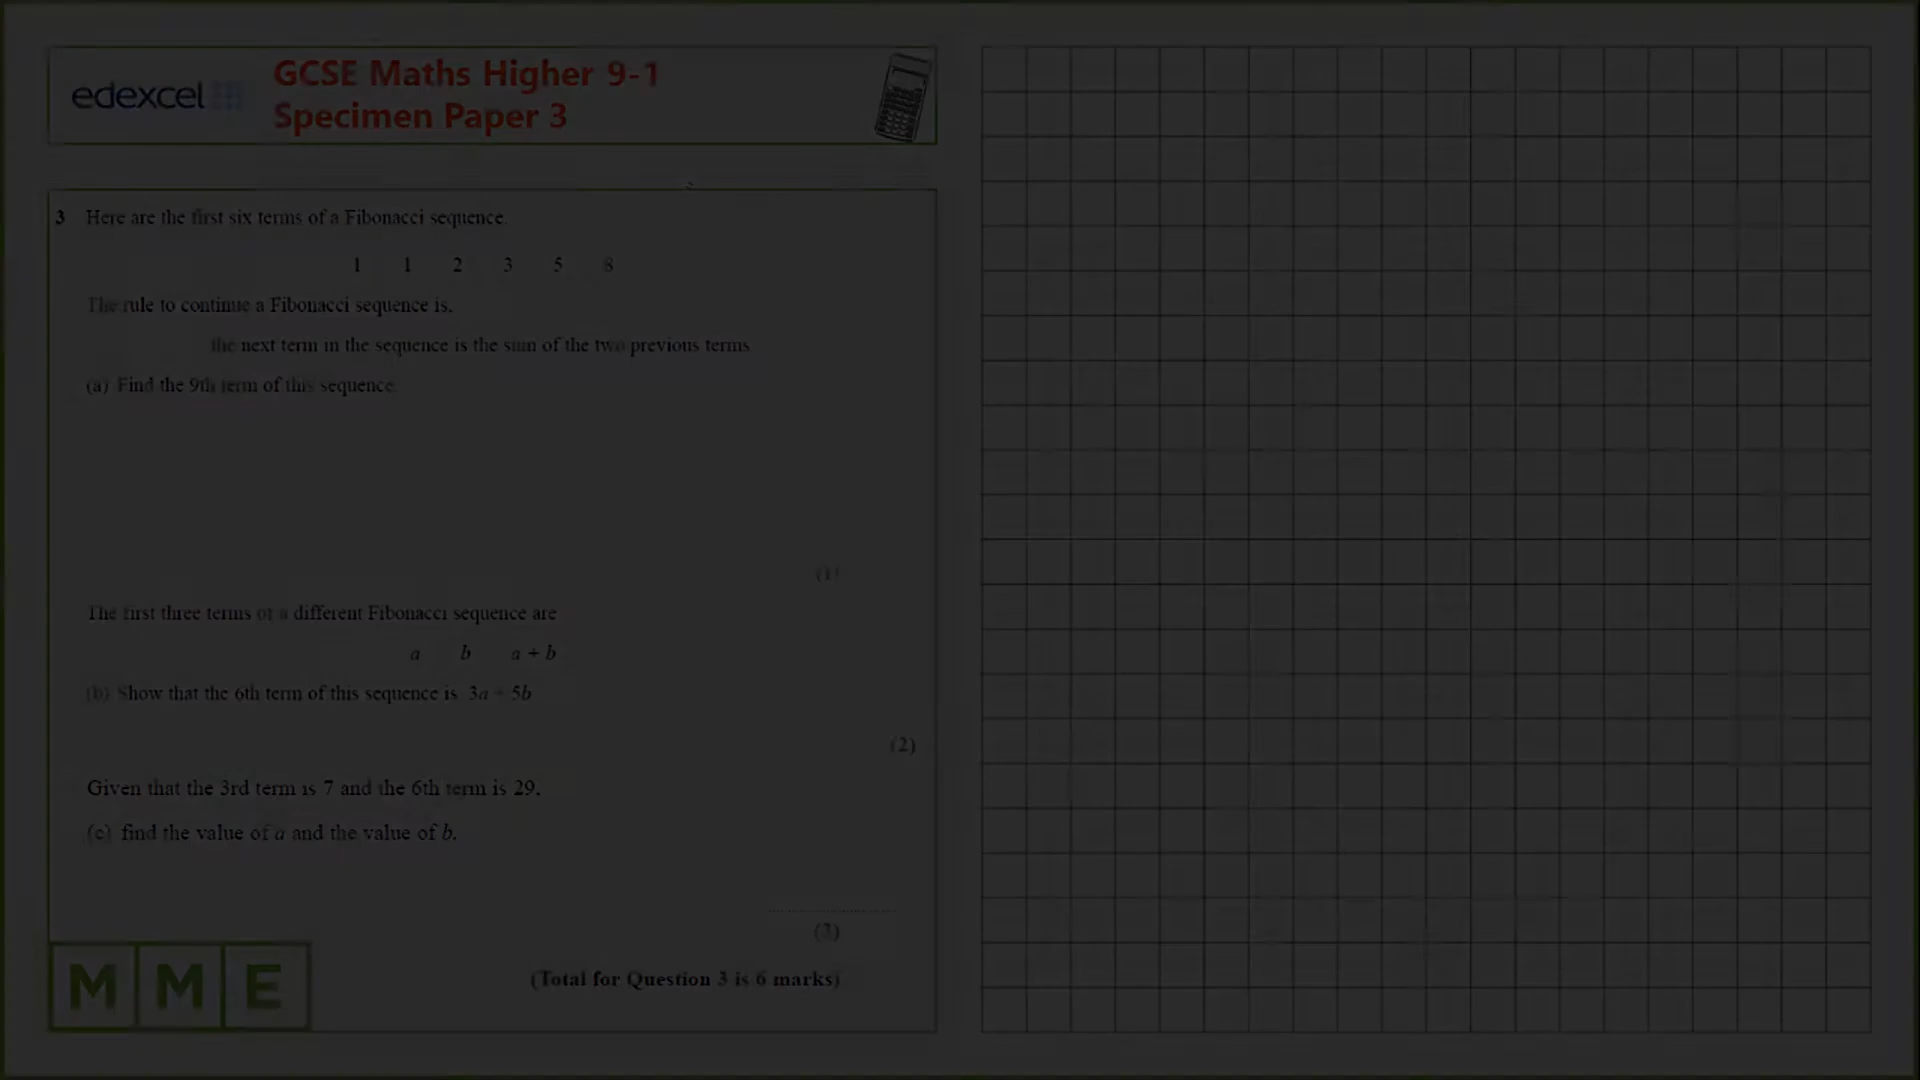 edexcel
GCSE Maths Higher 9-1
Specimen Paper 3
3 Here are the first six terms of a Fibonacci sequence.
1 1 2 3 5 8
The rule to continue a Fibonacci sequence is,
the next term in the sequence is the sum of the two previous terms
(a) Find the 9th term of this sequence
(1)
The first three terms of a different Fibonacci sequence are
a b a + b
(b) Show that the 6th term of this sequence is 3a + 5b
(2)
Given that the 3rd term is 7 and the 6th term is 29,
(c) find the value of a and the value of b.
(3)
(Total for Question 3 is 6 marks)
MME